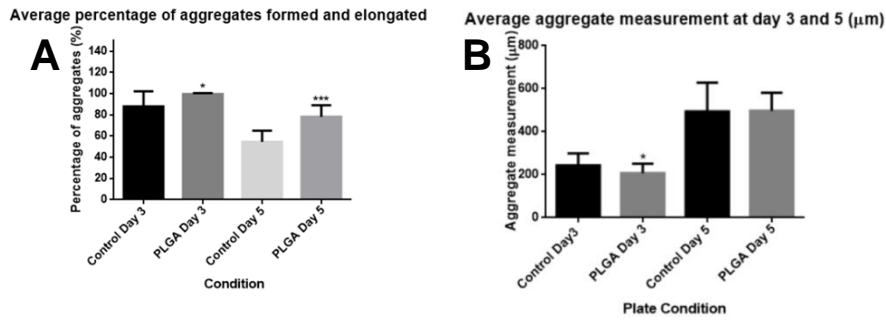 Average percentage of aggregates formed and elongated
A
Percentage of aggregates (%)
140
120
100
80
60
40
20
0
*
***
Control Day 3
PLGA Day 3
Control Day 5
PLGA Day 5
Condition
Average aggregate measurement at day 3 and 5 (μm)
B
Aggregate measurement (μm)
800
600
400
200
0
*
Control Day3
PLGA Day 3
Control Day 5
PLGA Day 5
Plate Condition